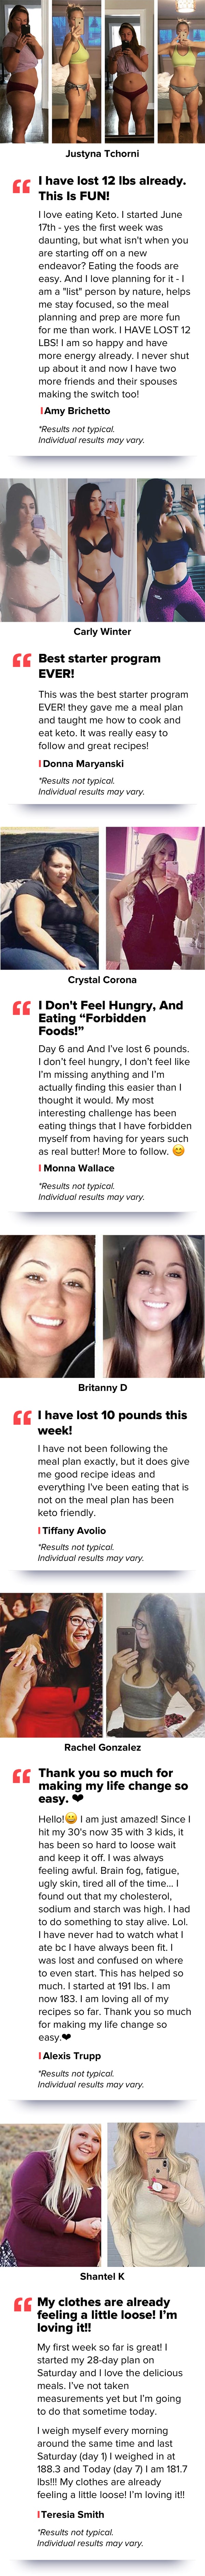 Justyna Tchorni
“ I have lost 12 lbs already.
This Is FUN!
I love eating Keto. I started June
17th - yes the first week was
daunting, but what isn't when you
are starting off on a new
endeavor? Eating the foods are
easy. And I love planning for it - I
am a "list" person by nature, helps
me stay focused, so the meal
planning and prep are more fun
for me than work. I HAVE LOST 12
LBS! I am so happy and have
more energy already. I never shut
up about it and now I have two
more friends and their spouses
making the switch too!
Amy Brichetto
*Results not typical.
Individual results may vary.
Carly Winter
“ Best starter program
EVER!
This was the best starter program
EVER! they gave me a meal plan
and taught me how to cook and
eat keto. It was really easy to
follow and great recipes!
Donna Maryanski
*Results not typical.
Individual results may vary.
Crystal Corona
“ I Don't Feel Hungry, And
Eating “Forbidden
Foods!”
Day 6 and And I’ve lost 6 pounds.
I don’t feel hungry, I don’t feel like
I’m missing anything and I’m
actually finding this easier than I
thought it would. My most
interesting challenge has been
eating things that I have forbidden
myself from having for years such
as real butter! More to follow. 😊
Monna Wallace
*Results not typical.
Individual results may vary.
Britanny D
“ I have lost 10 pounds this
week!
I have not been following the
meal plan exactly, but it does give
me good recipe ideas and
everything I've been eating that is
not on the meal plan has been
keto friendly.
Tiffany Avolio
*Results not typical.
Individual results may vary.
Rachel Gonzalez
“ Thank you so much for
making my life change so
easy. ❤
Hello!😀 I am just amazed! Since I
hit my 30's now 35 with 3 kids, it
has been so hard to loose wait
and keep it off. I was always
feeling awful. Brain fog, fatigue,
ugly skin, tired all of the time... I
found out that my cholesterol,
sodium and starch was high. I had
to do something to stay alive. Lol.
I have never had to watch what I
ate bc I have always been fit. I
was lost and confused on where
to even start. This has helped so
much. I started at 191 lbs. I am
now 183. I am loving all of my
recipes so far. Thank you so much
for making my life change so
easy.❤
Alexis Trupp
*Results not typical.
Individual results may vary.
Shantel K
“ My clothes are already
feeling a little loose! I’m
loving it!!
My first week so far is great! I
started my 28-day plan on
Saturday and I love the delicious
meals. I’ve not taken
measurements yet but I’m going
to do that sometime today.
I weigh myself every morning
around the same time and last
Saturday (day 1) I weighed in at
188.3 and Today (day 7) I am 181.7
lbs!!! My clothes are already
feeling a little loose! I’m loving it!!
Teresia Smith
*Results not typical.
Individual results may vary.